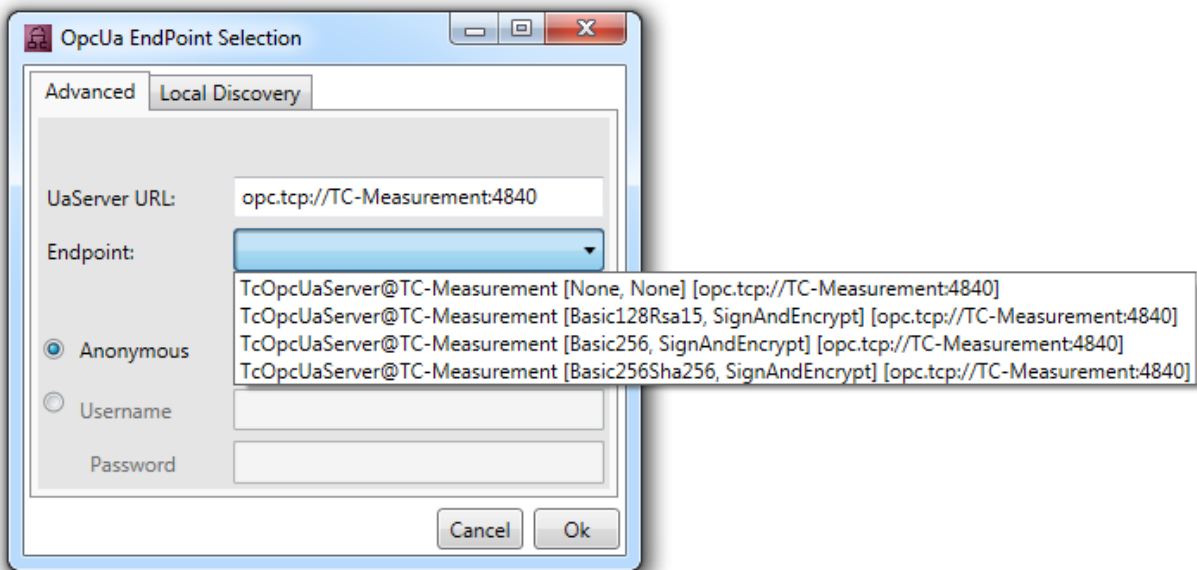 OpcUa EndPoint Selection
Advanced
Local Discovery
UaServer URL:
opc.tcp://TC-Measurement:4840
Endpoint:
TcOpcUaServer@TC-Measurement [None, None] [opc.tcp://TC-Measurement:4840]
TcOpcUaServer@TC-Measurement [Basic128Rsa15, SignAndEncrypt] [opc.tcp://TC-Measurement:4840]
TcOpcUaServer@TC-Measurement [Basic256, SignAndEncrypt] [opc.tcp://TC-Measurement:4840]
TcOpcUaServer@TC-Measurement [Basic256Sha256, SignAndEncrypt] [opc.tcp://TC-Measurement:4840]
Anonymous
Username
Password
Cancel
Ok